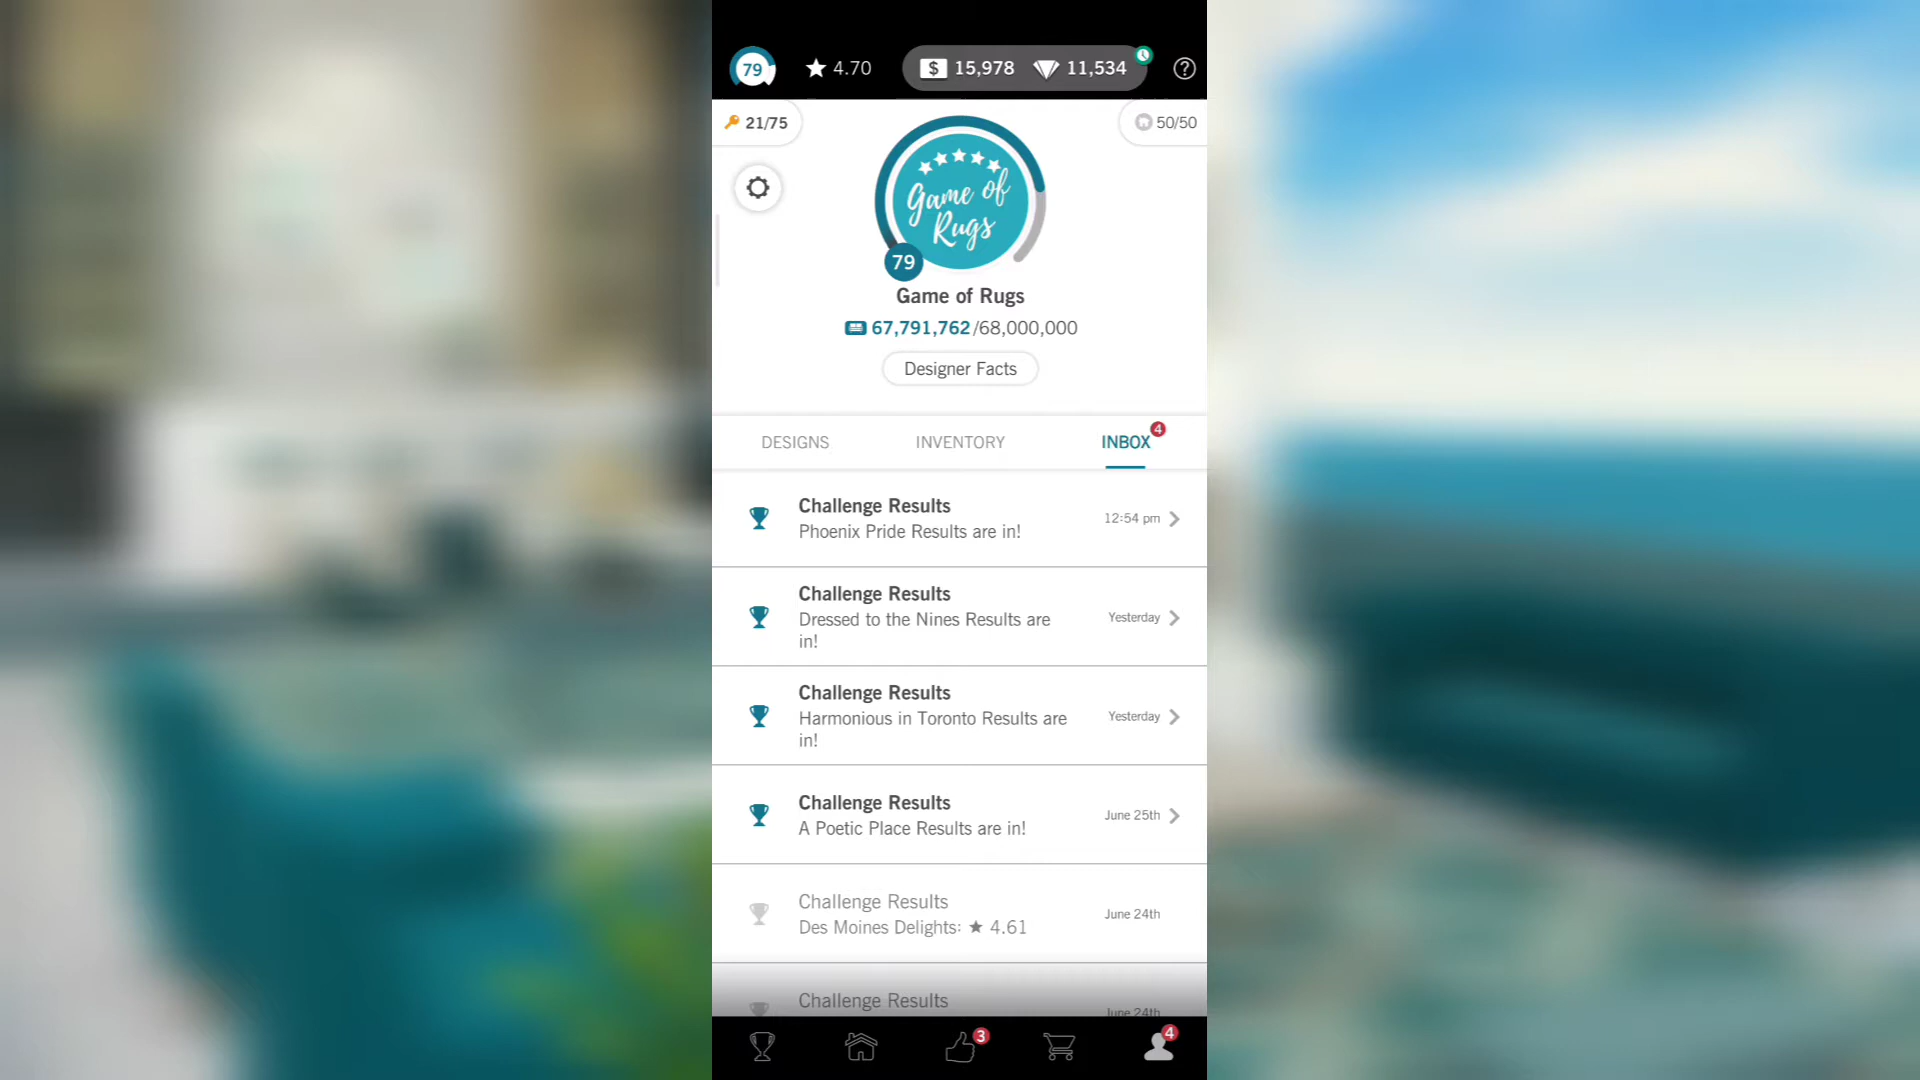 79
4.70
$ 15,978
11,534
?
21/75
50/50
Game of
Rugs
79
Game of Rugs
67,791,762/68,000,000
Designer Facts
DESIGNS
INVENTORY
INBOX
4
Challenge Results
Phoenix Pride Results are in!
12:54 pm
Challenge Results
Dressed to the Nines Results are
in!
Yesterday
Challenge Results
Harmonious in Toronto Results are
in!
Yesterday
Challenge Results
A Poetic Place Results are in!
June 25th
Challenge Results
Des Moines Delights: ★ 4.61
June 24th
Challenge Results
June 24th
3
4